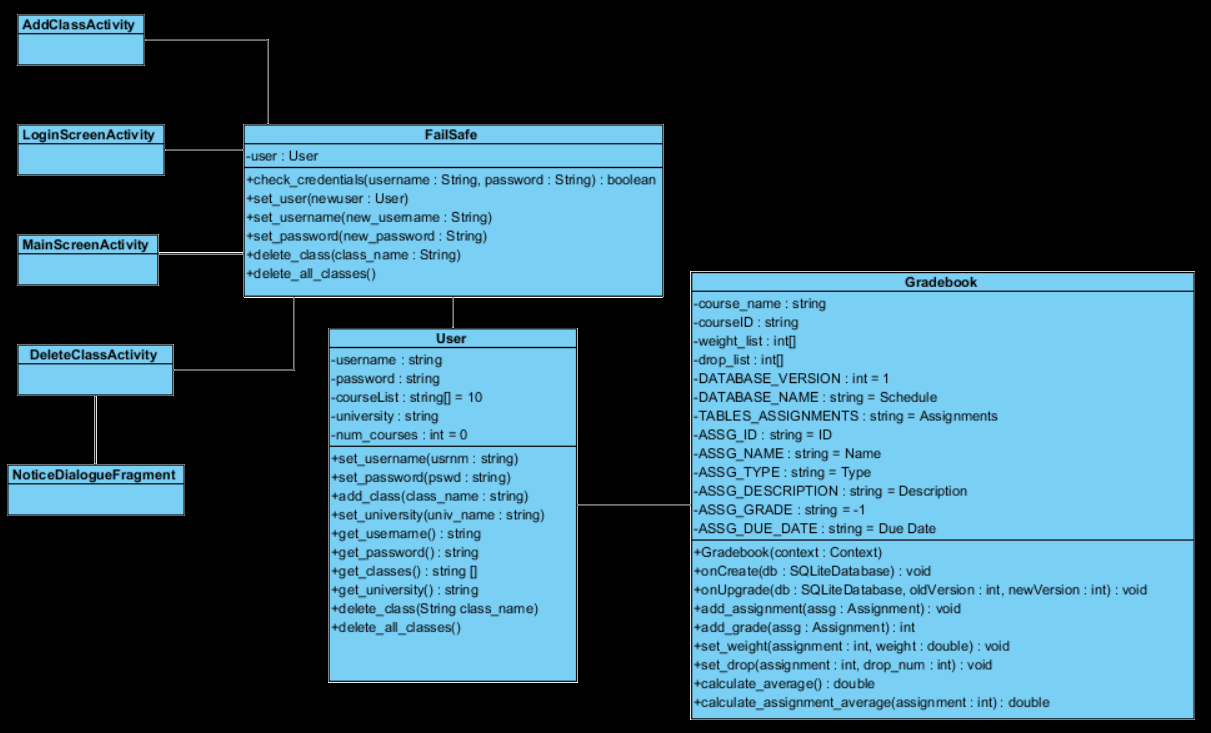 AddClassActivity
LoginScreenActivity
MainScreenActivity
DeleteClassActivity
NoticeDialogueFragment
FailSafe
-user : User
+check_credentials(username : String, password : String) : boolean
+set_user(newuser : User)
+set_username(new_username : String)
+set_password(new_password : String)
+delete_class(class_name : String)
+delete_all_classes()
User
-username : string
-password : string
-courseList : string[] = 10
-university : string
-num_courses : int = 0
+set_username(usrnm : string)
+set_password(pswd : string)
+add_class(class_name : string)
+set_university(univ_name : string)
+get_username() : string
+get_password() : string
+get_classes() : string []
+get_university() : string
+delete_class(String class_name)
+delete_all_classes()
Gradebook
-course_name : string
-courseID : string
-weight_list : int[]
-drop_list : int[]
-DATABASE_VERSION : int = 1
-DATABASE_NAME : string = Schedule
-TABLES_ASSIGNMENTS : string = Assignments
-ASSG_ID : string = ID
-ASSG_NAME : string = Name
-ASSG_TYPE : string = Type
-ASSG_DESCRIPTION : string = Description
-ASSG_GRADE : string = -1
-ASSG_DUE_DATE : string = Due Date
+Gradebook(context : Context)
+onCreate(db : SQLiteDatabase) : void
+onUpgrade(db : SQLiteDatabase, oldVersion : int, newVersion : int) : void
+add_assignment(assg : Assignment) : void
+add_grade(assg : Assignment) : int
+set_weight(assignment : int, weight : double) : void
+set_drop(assignment : int, drop_num : int) : void
+calculate_average() : double
+calculate_assignment_average(assignment : int) : double